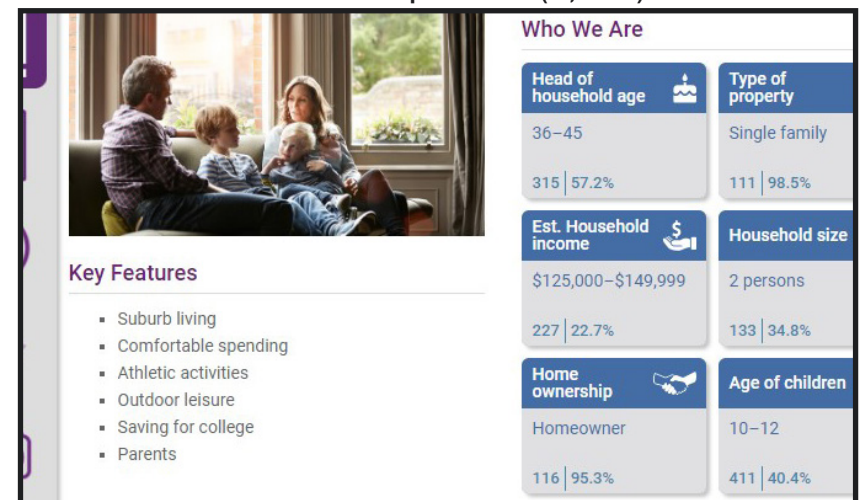 Who We Are
Head of
household age
Type of
property
36–45
Single family
315 | 57.2%
111 | 98.5%
Est. Household
income
Household size
$125,000–$149,999
2 persons
227 | 22.7%
133 | 34.8%
Home
ownership
Age of children
Homeowner
10–12
116 | 95.3%
411 | 40.4%
Key Features
▪ Suburb living
▪ Comfortable spending
▪ Athletic activities
▪ Outdoor leisure
▪ Saving for college
▪ Parents